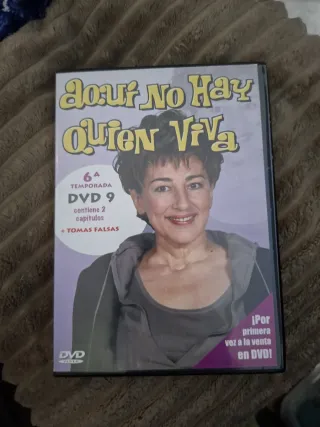 aquí No Hay
Quien Viva
6ª
TEMPORADA
DVD 9
contiene 2
capítulos
+ TOMAS FALSAS
¡Por
primera
vez a la venta
en DVD!
DVD